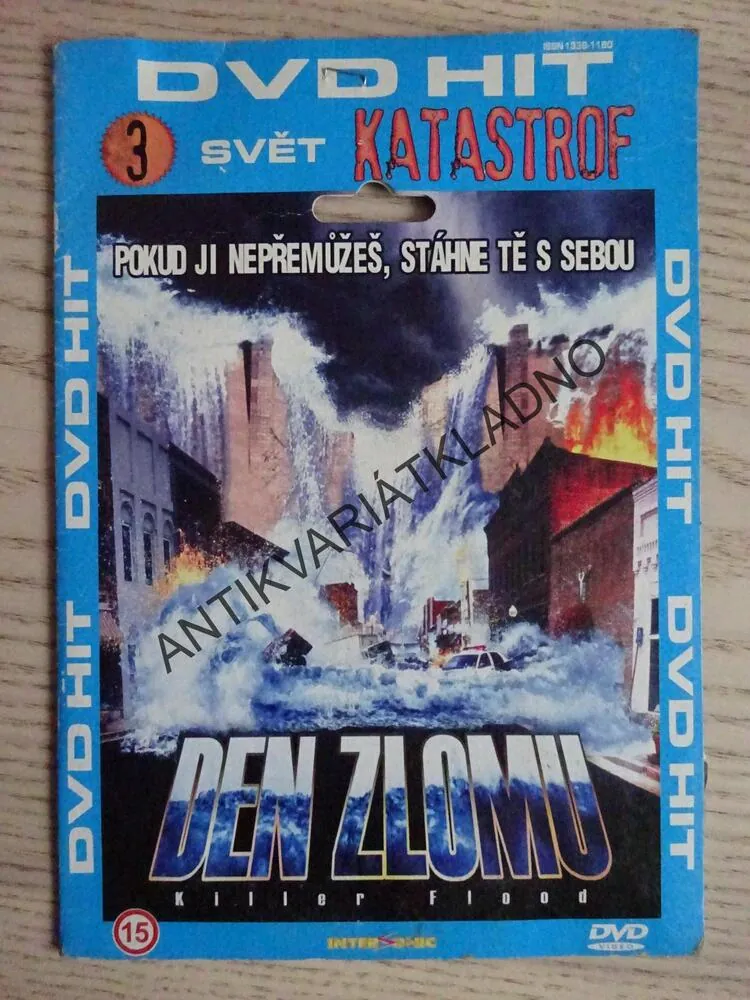 ISSN 1336-1180
DVD HIT
3
SVĚT KATASTROF
POKUD JI NEPŘEMŮŽEŠ, STÁHNE TĚ S SEBOU
DVD HIT
DVD HIT
DVD HIT
DVD HIT
ANTIKVARIÁTKLADNO
DEN ZLOMU
Killer Flood
15
INTERSONIC
DVD
VIDEO